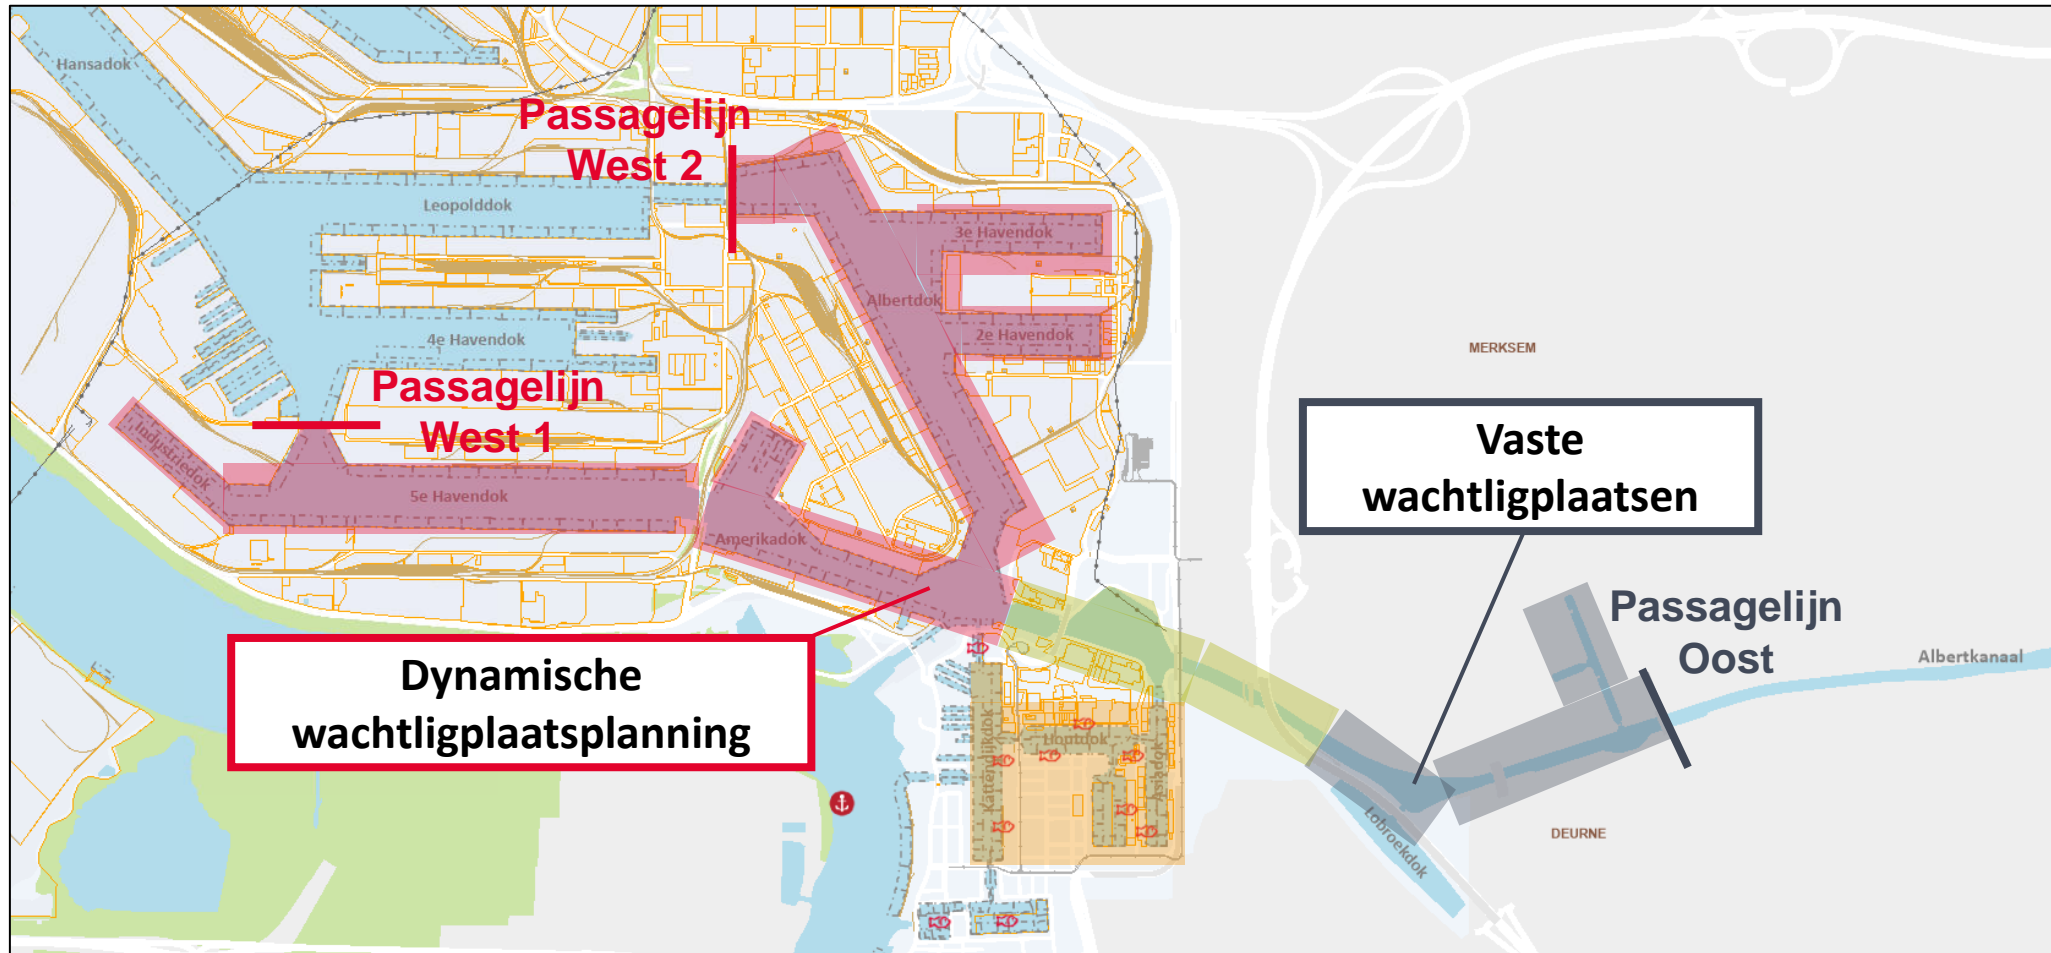 Hansadok
Passagelijn
West 2
Leopolddok
3e Havendok
Albertdok
2e Havendok
4e Havendok
MERKSEM
Passagelijn
West 1
Vaste
wachtligplaatsen
Industriedok
5e Havendok
Amerikadok
Passagelijn
Oost
Albertkanaal
Dynamische
wachtligplaatsplanning
Kattendijkdok
Houtdok
Asiadok
Lobroekdok
DEURNE